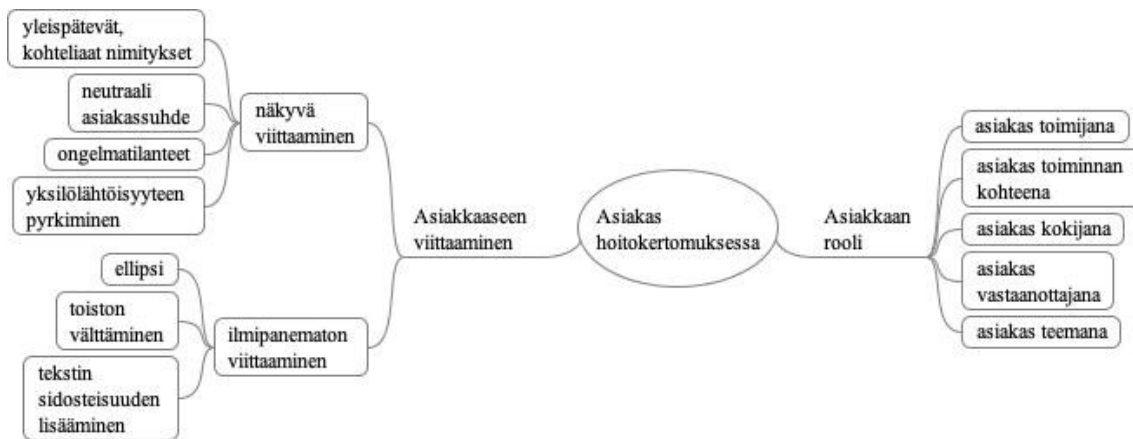 yleispätevät,
kohteliaat nimitykset
neutraali
asiakassuhde
ongelmatilanteet
yksilölähtöisyyteen
pyrkiminen
näkyvä
viittaaminen
ellipsi
toiston
välttäminen
tekstin
sidosteisuuden
lisääminen
ilmipanematon
viittaaminen
Asiakkaaseen
viittaaminen
Asiakas
hoitokertomuksessa
Asiakkaan
rooli
asiakas toimijana
asiakas toiminnan
kohteena
asiakas kokijana
asiakas
vastaanottajana
asiakas teemana